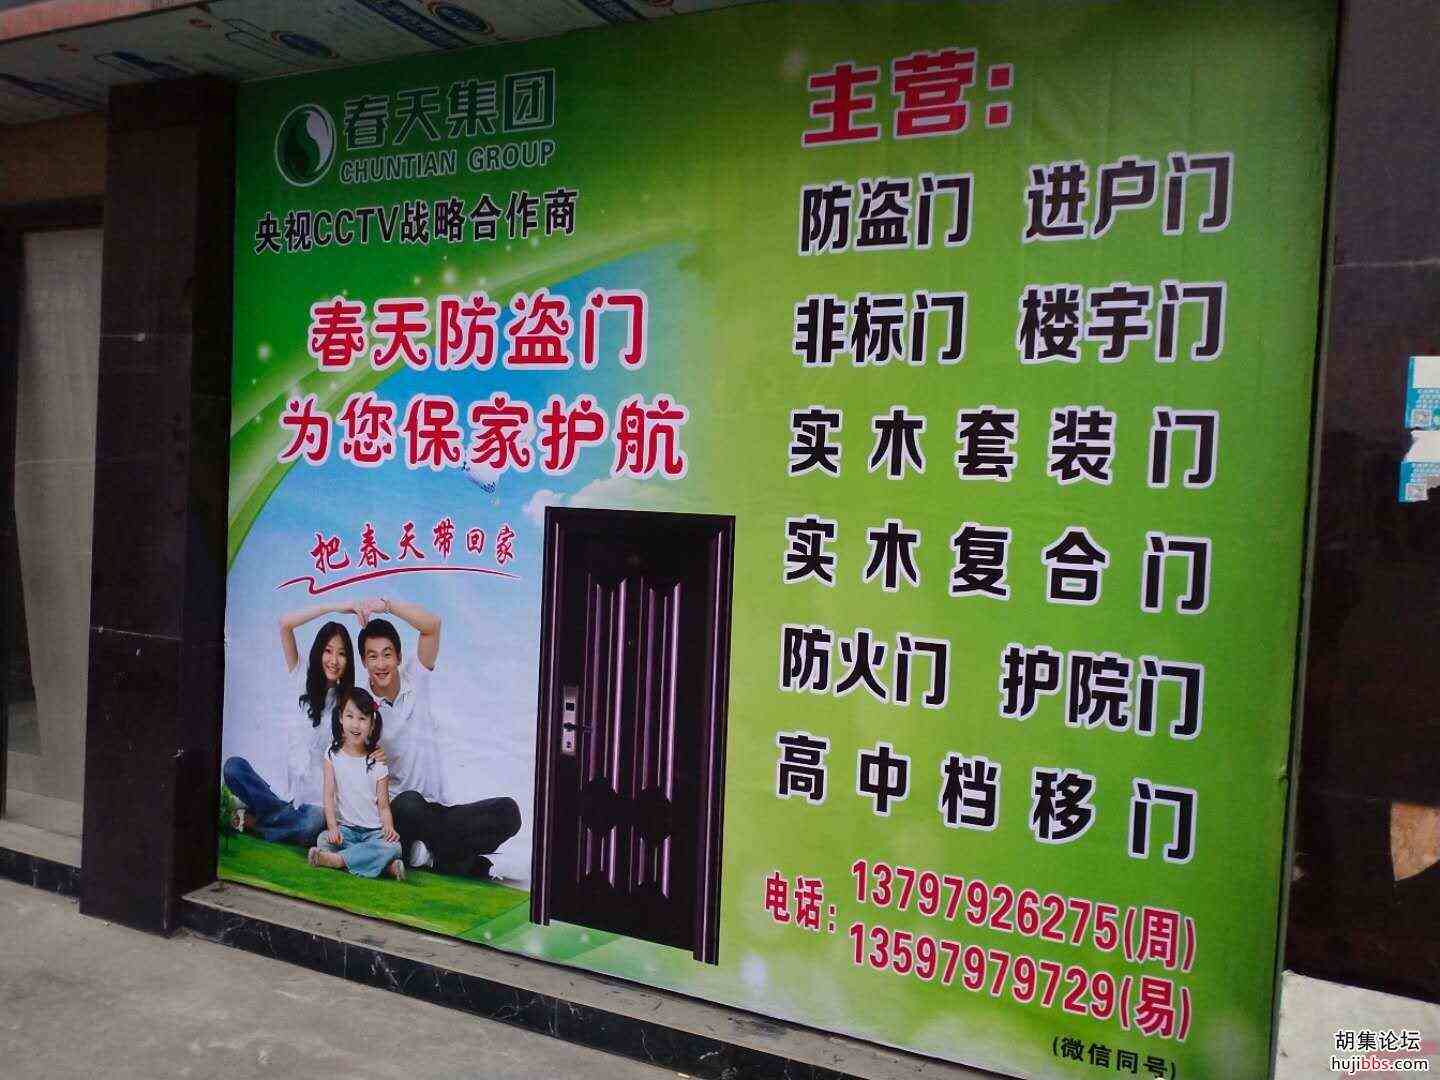 春天集团
CHUNTIAN GROUP
央视CCTV战略合作商
春天防盗门
为您保家护航
把春天带回家
主营：
防盗门 进户门
非标门 楼宇门
实木套装门
实木复合门
防火门 护院门
高中档移门
电话：
13797926275(周)
13597979729(易)
(微信同号)
胡集论坛
hujibbs.com